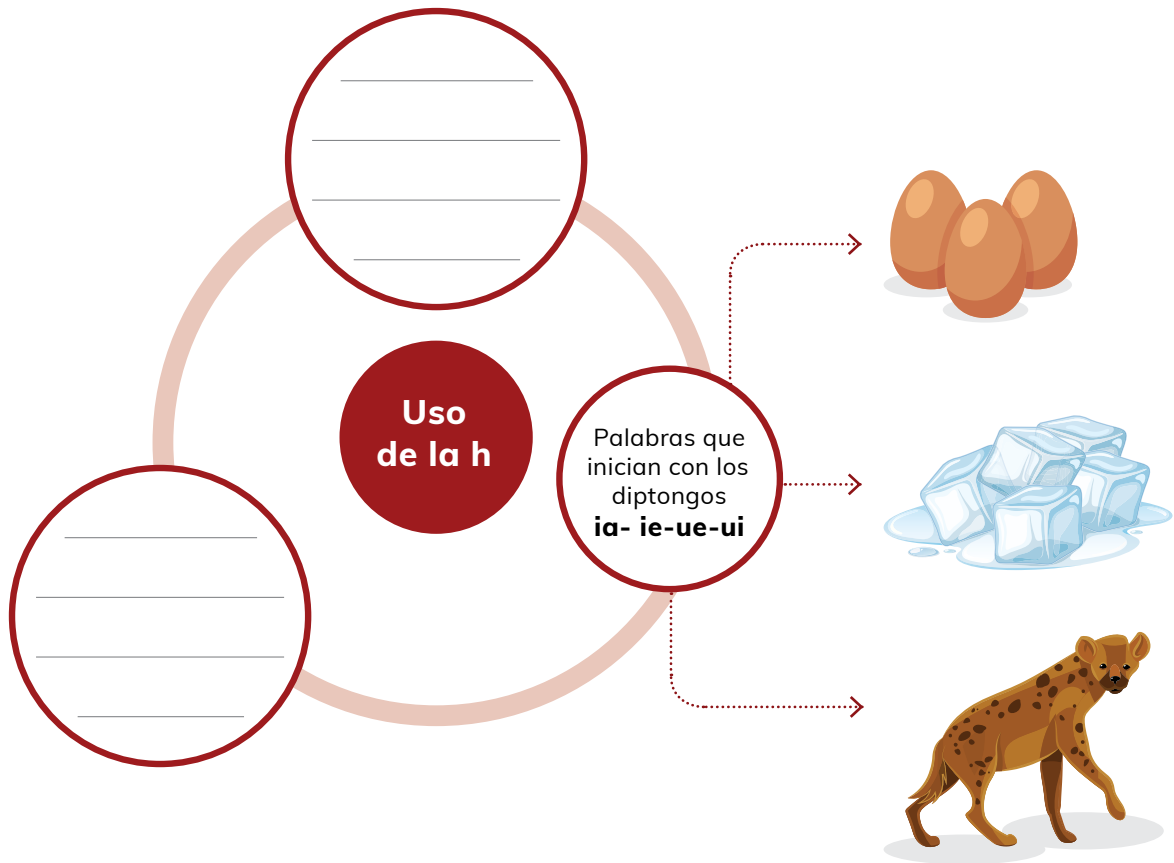 Uso
de la h
Palabras que
inician con los
diptongos
ia- ie-ue-ui